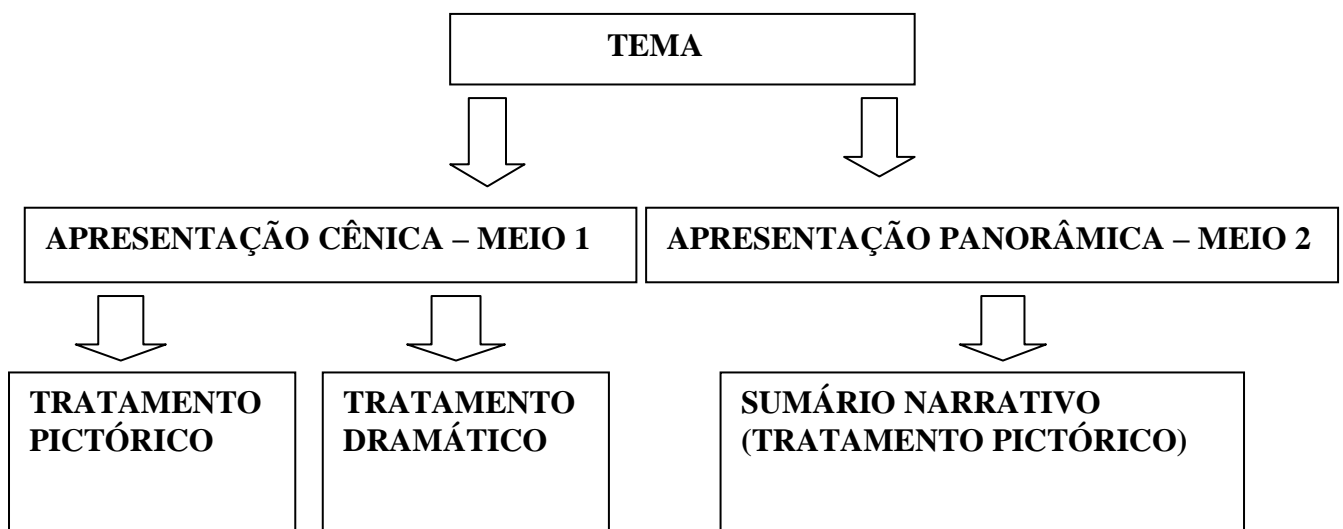 TEMA
APRESENTAÇÃO CÊNICA – MEIO 1
APRESENTAÇÃO PANORÂMICA – MEIO 2
TRATAMENTO
PICTÓRICO
TRATAMENTO
DRAMÁTICO
SUMÁRIO NARRATIVO
(TRATAMENTO PICTÓRICO)